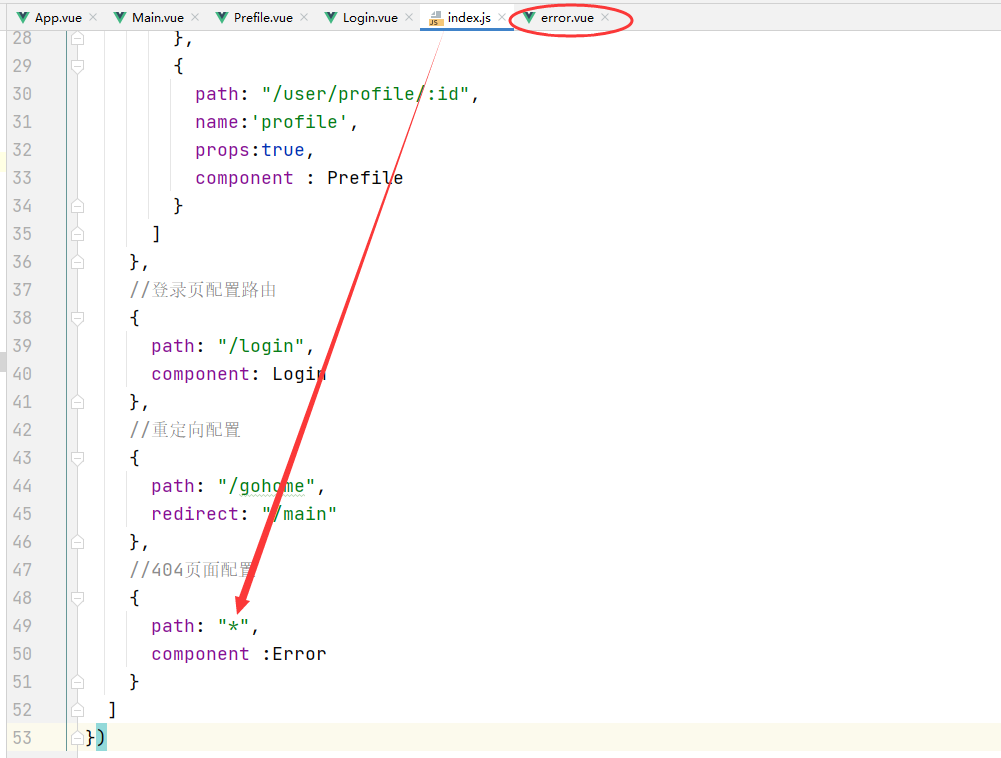 App.vue Main.vue Prefile.vue Login.vue index.js error.vue
28 },
29 {
30 path: "/user/profile/:id",
31 name:'profile',
32 props:true,
33 component : Prefile
34 }
35 ]
36 },
37 //登录页配置路由
38 {
39 path: "/login",
40 component: Login
41 },
42 //重定向配置
43 {
44 path: "/gohome",
45 redirect: "/main"
46 },
47 //404页面配置
48 {
49 path: "*",
50 component :Error
51 }
52 ]
53 })